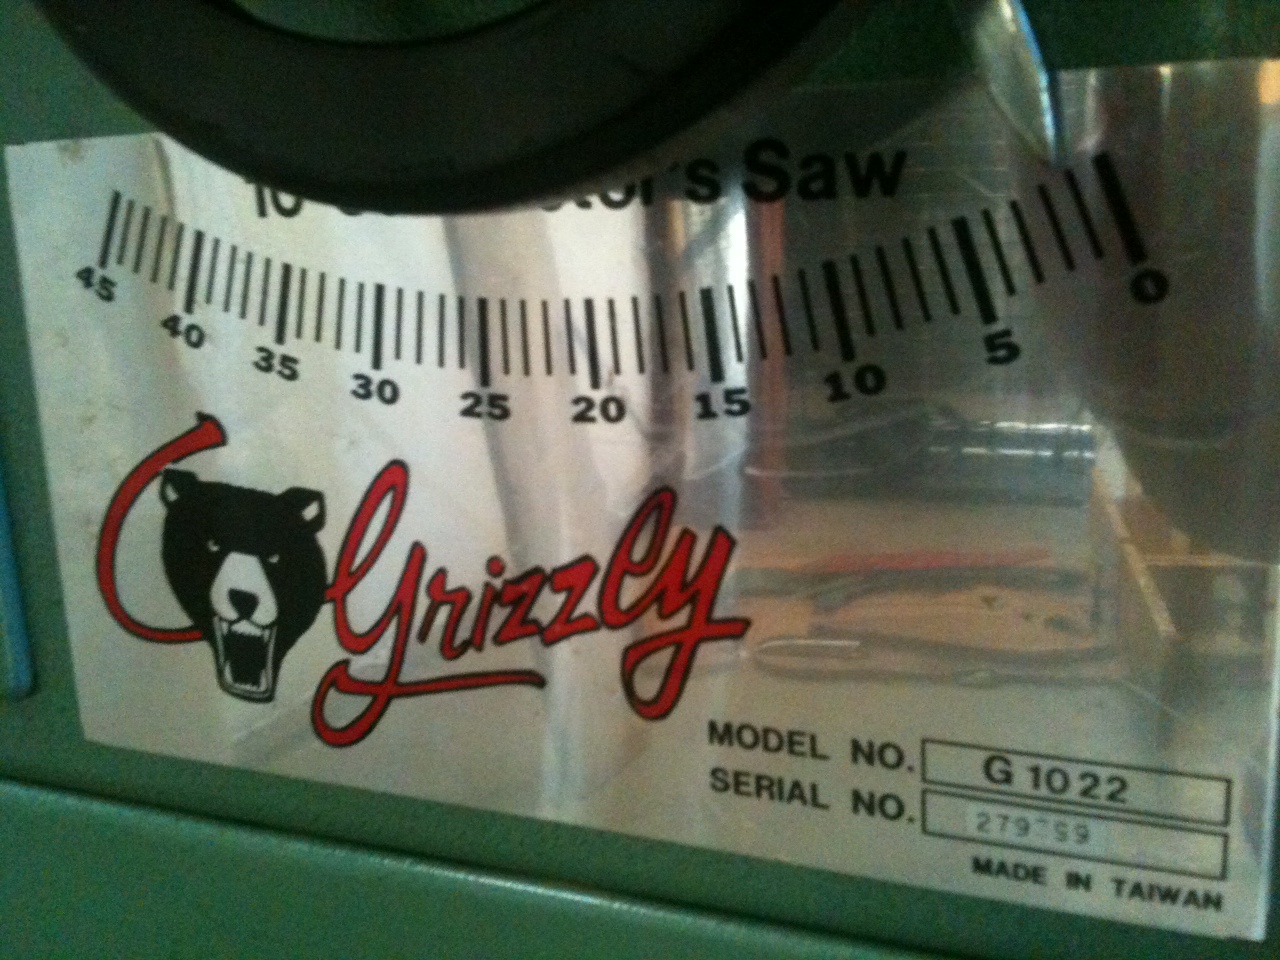 10" Saw
45 40 35 30 25 20 15 10 5 0
Grizzly
MODEL NO. G 1022
SERIAL NO.
MADE IN TAIWAN